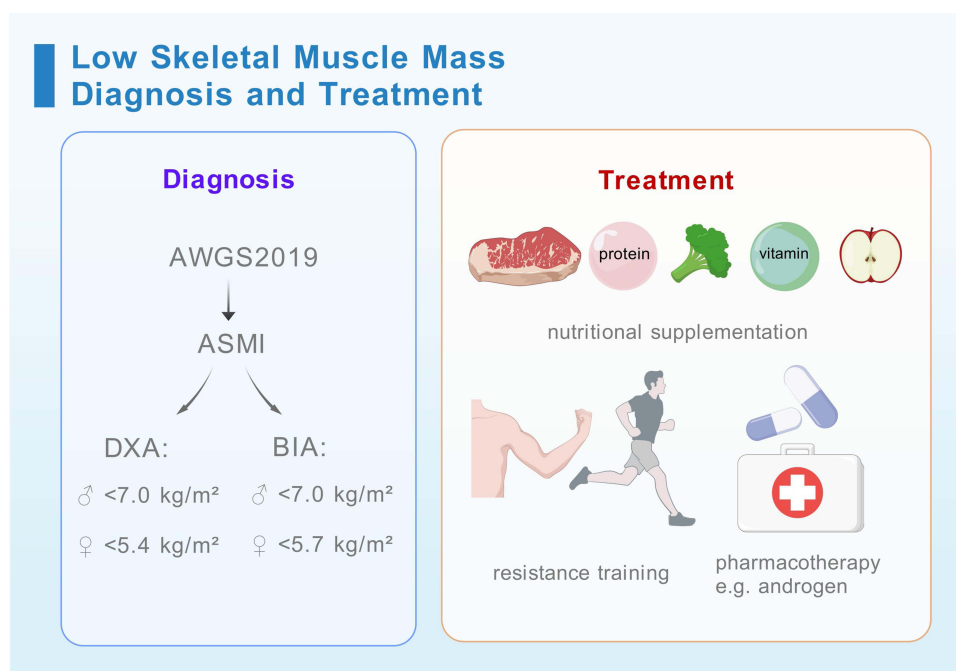 Low Skeletal Muscle Mass
Diagnosis and Treatment
Diagnosis
AWGS2019
ASMI
DXA:
♂ <7.0 kg/m²
♀ <5.4 kg/m²
BIA:
♂ <7.0 kg/m²
♀ <5.7 kg/m²
Treatment
protein
vitamin
nutritional supplementation
resistance training
pharmacotherapy
e.g. androgen